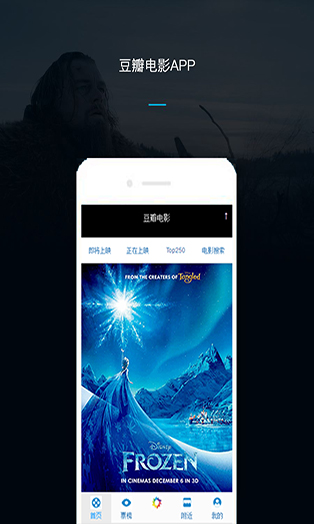 豆瓣电影APP
豆瓣电影
即将上映
正在上映
Top250
电影搜索
FROM THE CREATORS OF Tangled
Disney
FROZEN
IN CINEMAS DECEMBER 6 IN 3D
首页
票榜
附近
我的